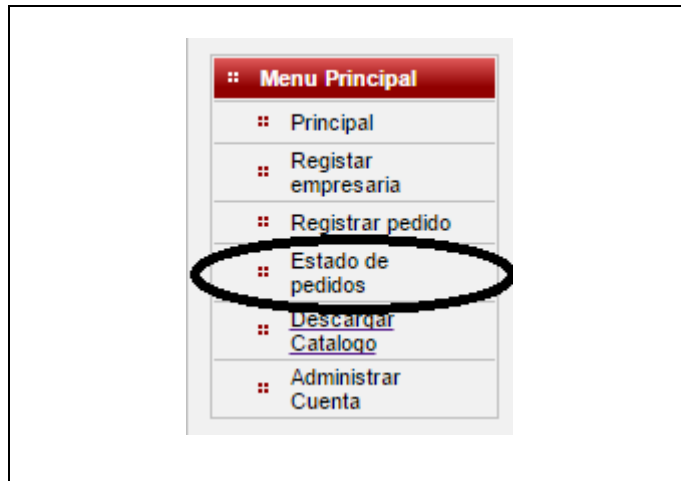 Menu Principal
Principal
Registar
empresaria
Registrar pedido
Estado de
pedidos
Descargar
Catalogo
Administrar
Cuenta